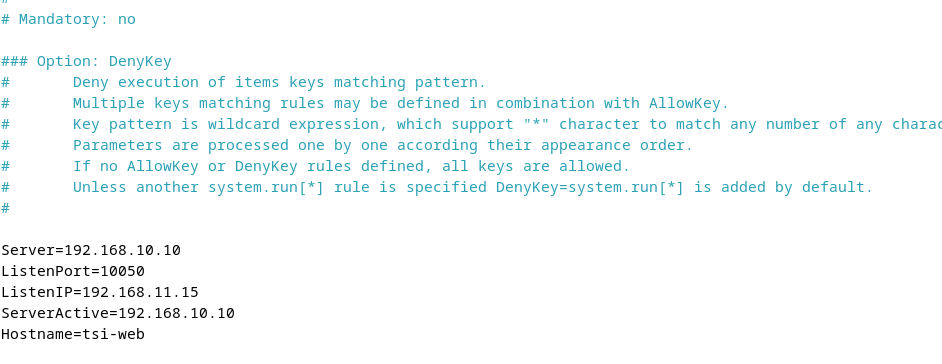 #
# Mandatory: no
### Option: DenyKey
#       Deny execution of items keys matching pattern.
#       Multiple keys matching rules may be defined in combination with AllowKey.
#       Key pattern is wildcard expression, which support "*" character to match any number of any charac
#       Parameters are processed one by one according their appearance order.
#       If no AllowKey or DenyKey rules defined, all keys are allowed.
#       Unless another system.run[*] rule is specified DenyKey=system.run[*] is added by default.
#
Server=192.168.10.10
ListenPort=10050
ListenIP=192.168.11.15
ServerActive=192.168.10.10
Hostname=tsi-web